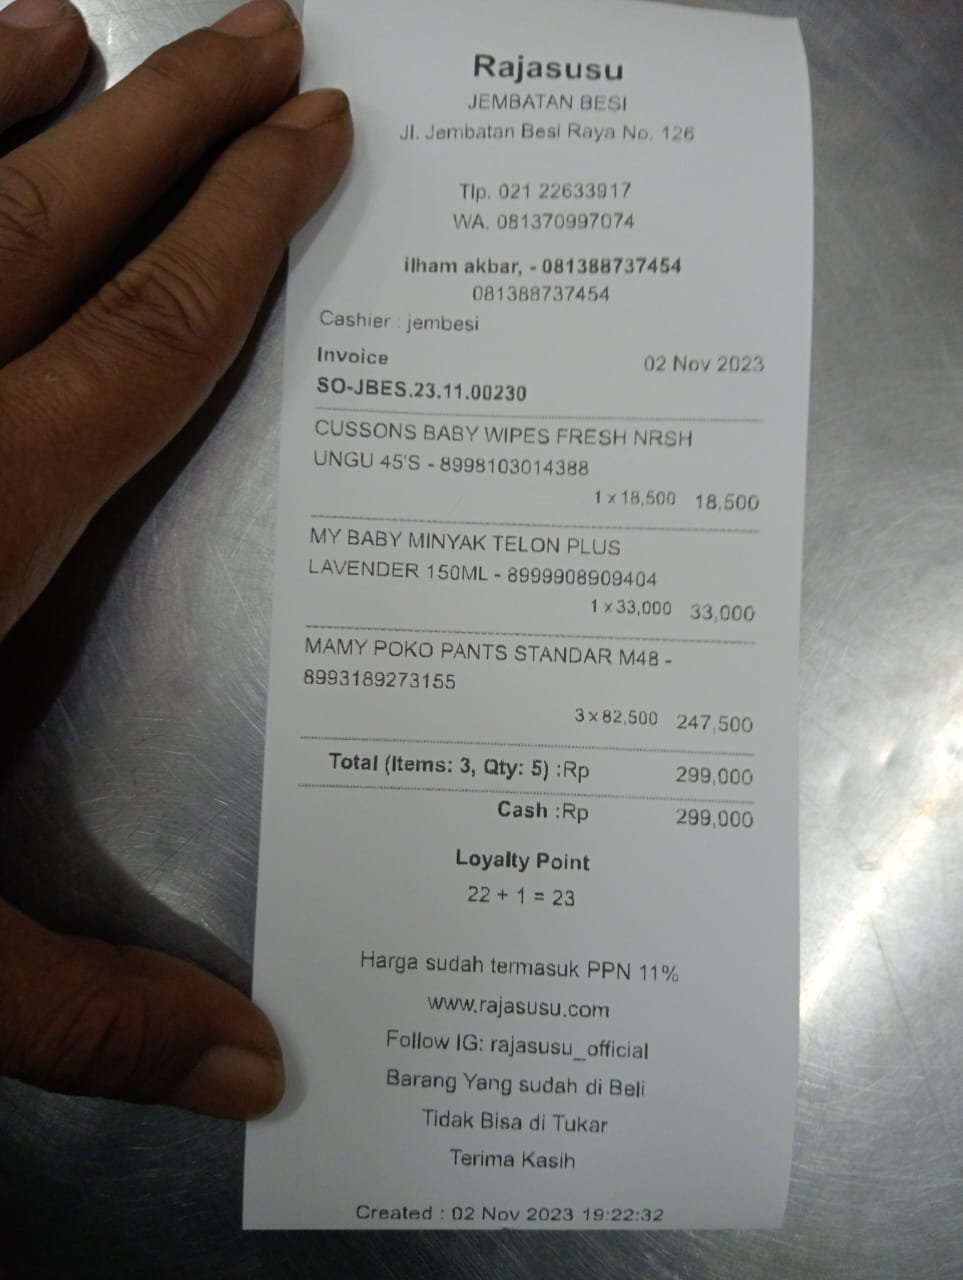 Rajasusu
JEMBATAN BESI
Jl. Jembatan Besi Raya No. 126
Tlp. 021 22633917
WA. 081370997074
ilham akbar, - 081388737454
081388737454
Cashier : jembesi
Invoice 02 Nov 2023
SO-JBES.23.11.00230
CUSSONS BABY WIPES FRESH NRSH
UNGU 45'S - 8998103014388
1 x 18,500 18,500
MY BABY MINYAK TELON PLUS
LAVENDER 150ML - 8999908909404
1 x 33,000 33,000
MAMY POKO PANTS STANDAR M48 -
8993189273155
3 x 82,500 247,500
Total (Items: 3, Qty: 5) :Rp 299,000
Cash :Rp 299,000
Loyalty Point
22 + 1 = 23
Harga sudah termasuk PPN 11%
www.rajasusu.com
Follow IG: rajasusu_official
Barang Yang sudah di Beli
Tidak Bisa di Tukar
Terima Kasih
Created : 02 Nov 2023 19:22:32